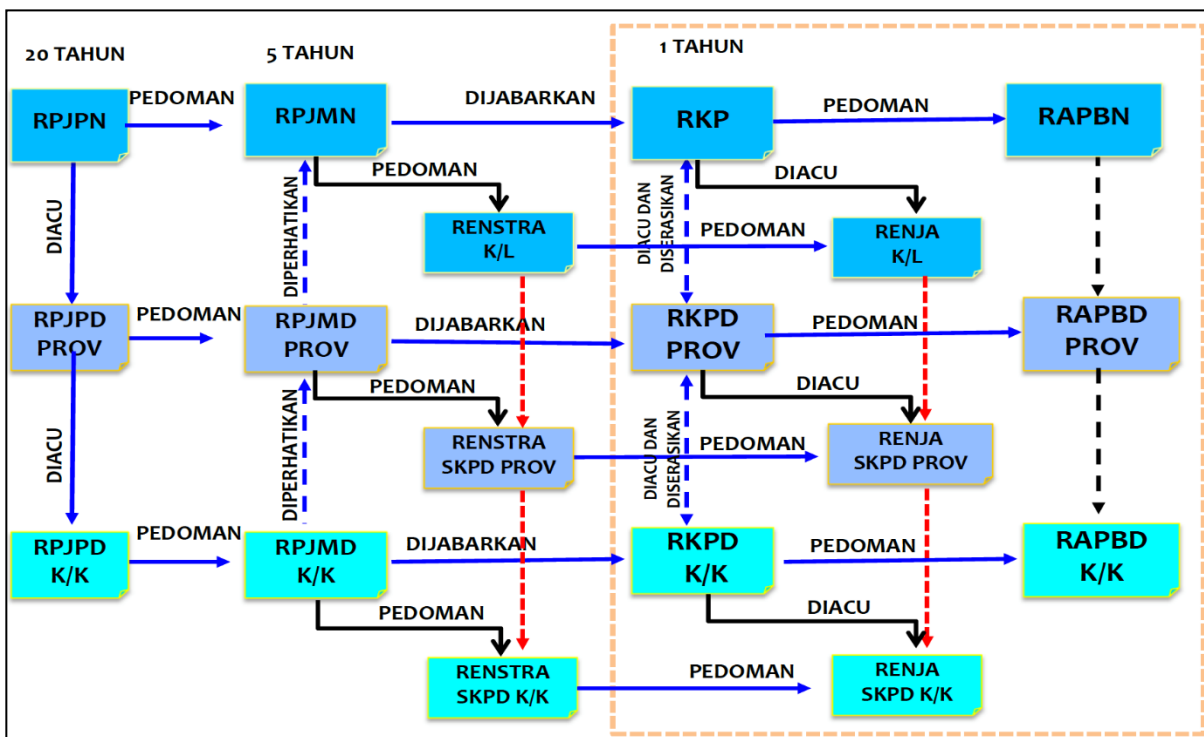 20 TAHUN
5 TAHUN
1 TAHUN
RPJPN
PEDOMAN
RPJMN
DIJABARKAN
RKP
PEDOMAN
RAPBN
DIACU
DIPERHATIKAN
PEDOMAN
RENSTRA
K/L
DIACU DAN
DISERASIKAN
PEDOMAN
DIACU
RENJA
K/L
RPJPD
PROV
PEDOMAN
RPJMD
PROV
DIJABARKAN
RKPD
PROV
PEDOMAN
RAPBD
PROV
DIACU
DIPERHATIKAN
PEDOMAN
RENSTRA
SKPD PROV
DIACU DAN
DISERASIKAN
PEDOMAN
DIACU
RENJA
SKPD PROV
RPJPD
K/K
PEDOMAN
RPJMD
K/K
DIJABARKAN
RKPD
K/K
PEDOMAN
RAPBD
K/K
PEDOMAN
RENSTRA
SKPD K/K
PEDOMAN
DIACU
RENJA
SKPD K/K